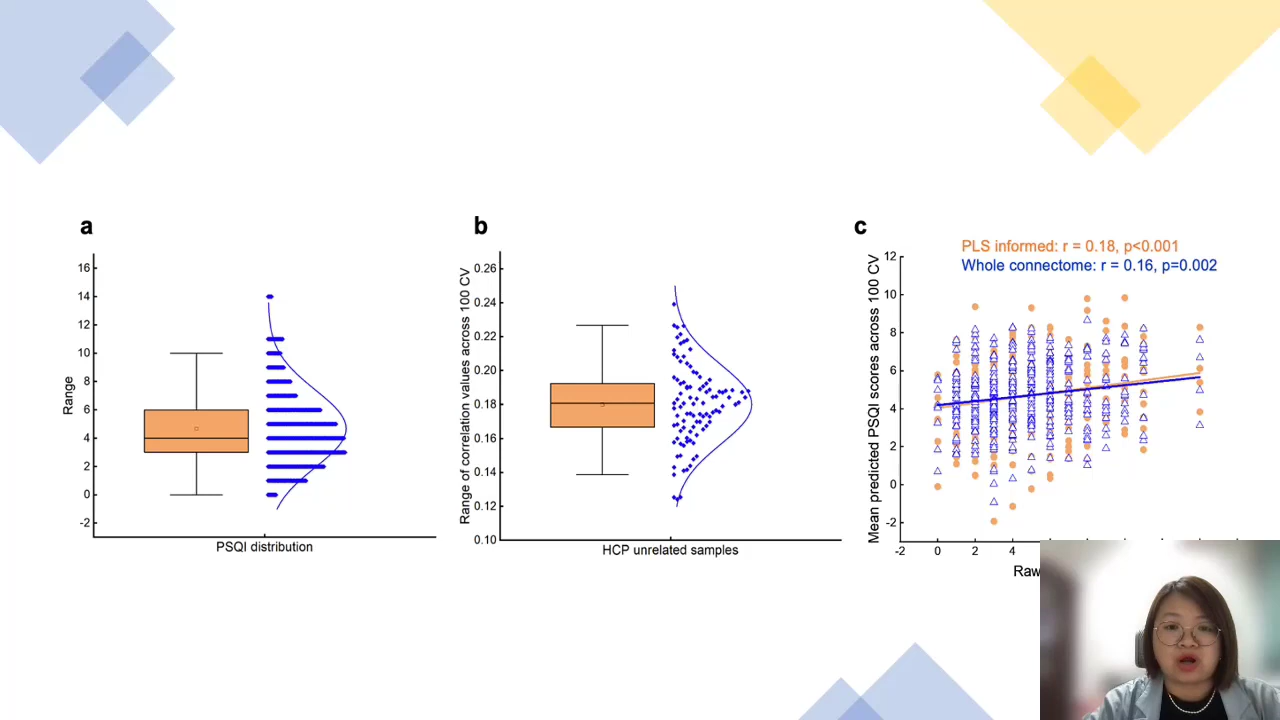 a
16
14
12
10
8
6
4
2
0
-2
Range
PSQI distribution
b
0.26
0.24
0.22
0.20
0.18
0.16
0.14
0.12
0.10
Range of correlation values across 100 CV
HCP unrelated samples
c
PLS informed: r = 0.18, p<0.001
Whole connectome: r = 0.16, p=0.002
12
10
8
6
4
2
0
-2
Mean predicted PSQI scores across 100 CV
-2 0 2 4
Raw